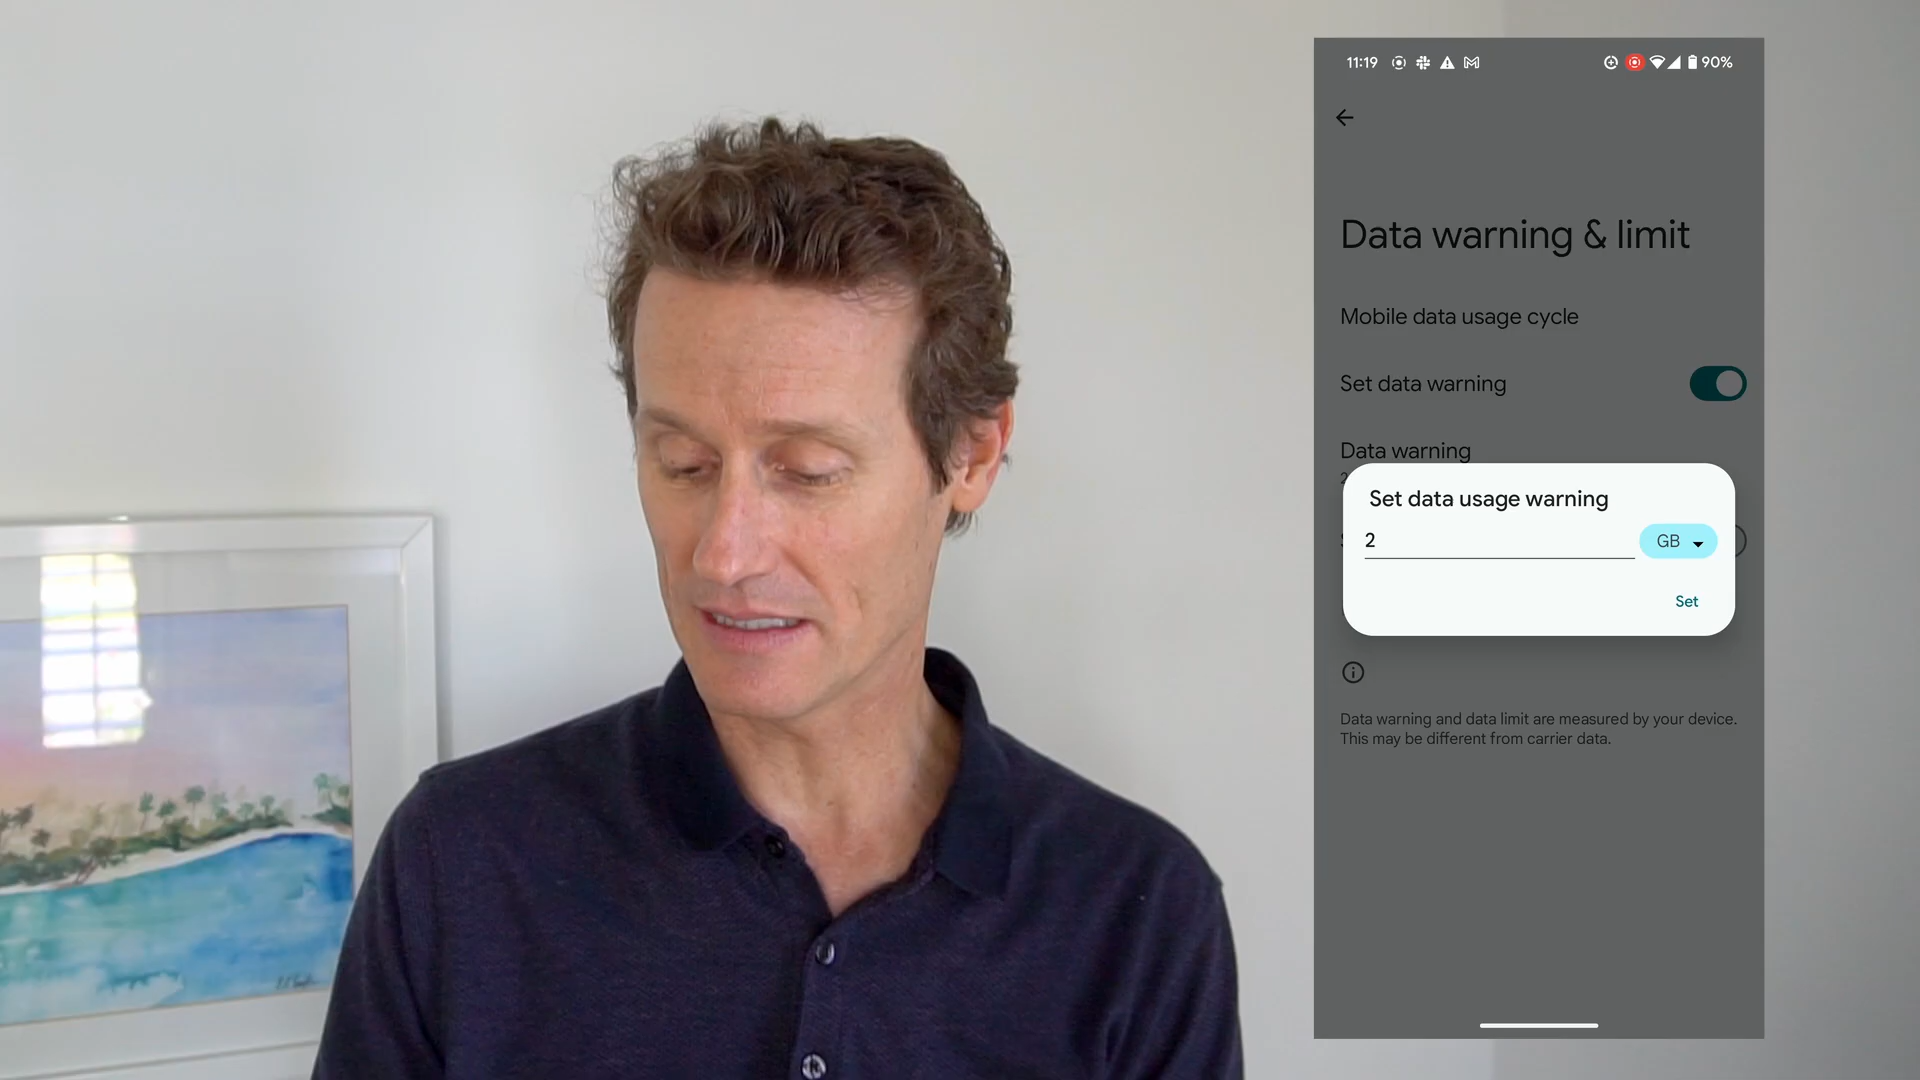 11:19
90%
Data warning & limit
Mobile data usage cycle
Set data warning
Data warning
2
Set data usage warning
2
GB
Set
Data warning and data limit are measured by your device.
This may be different from carrier data.